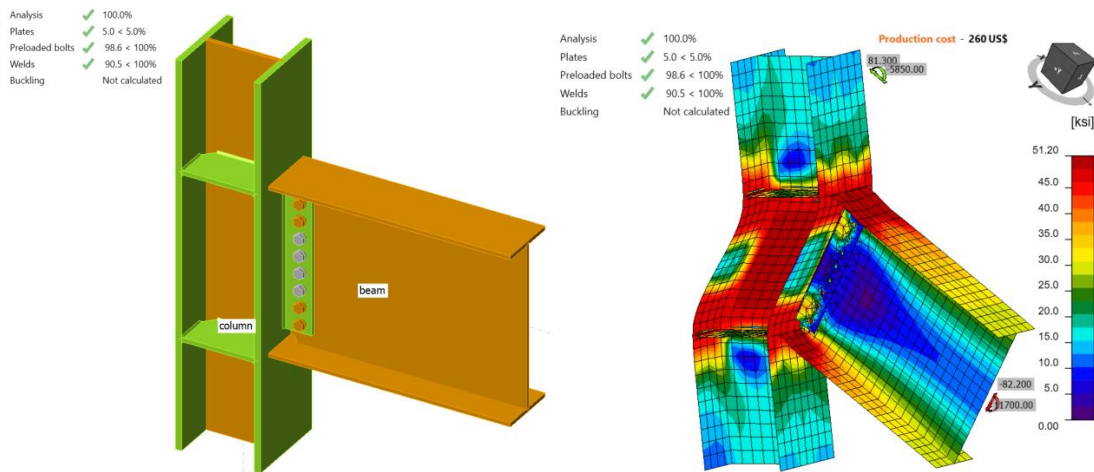 Analysis 100.0%
Plates 5.0 < 5.0%
Preloaded bolts 98.6 < 100%
Welds 90.5 < 100%
Buckling Not calculated
column
beam
Analysis 100.0%
Plates 5.0 < 5.0%
Preloaded bolts 98.6 < 100%
Welds 90.5 < 100%
Buckling Not calculated
Production cost - 260 US$
81.300
-5850.00
[ksi]
51.20
45.0
40.0
35.0
30.0
25.0
20.0
15.0
10.0
5.0
0.00
-82.200
11700.00